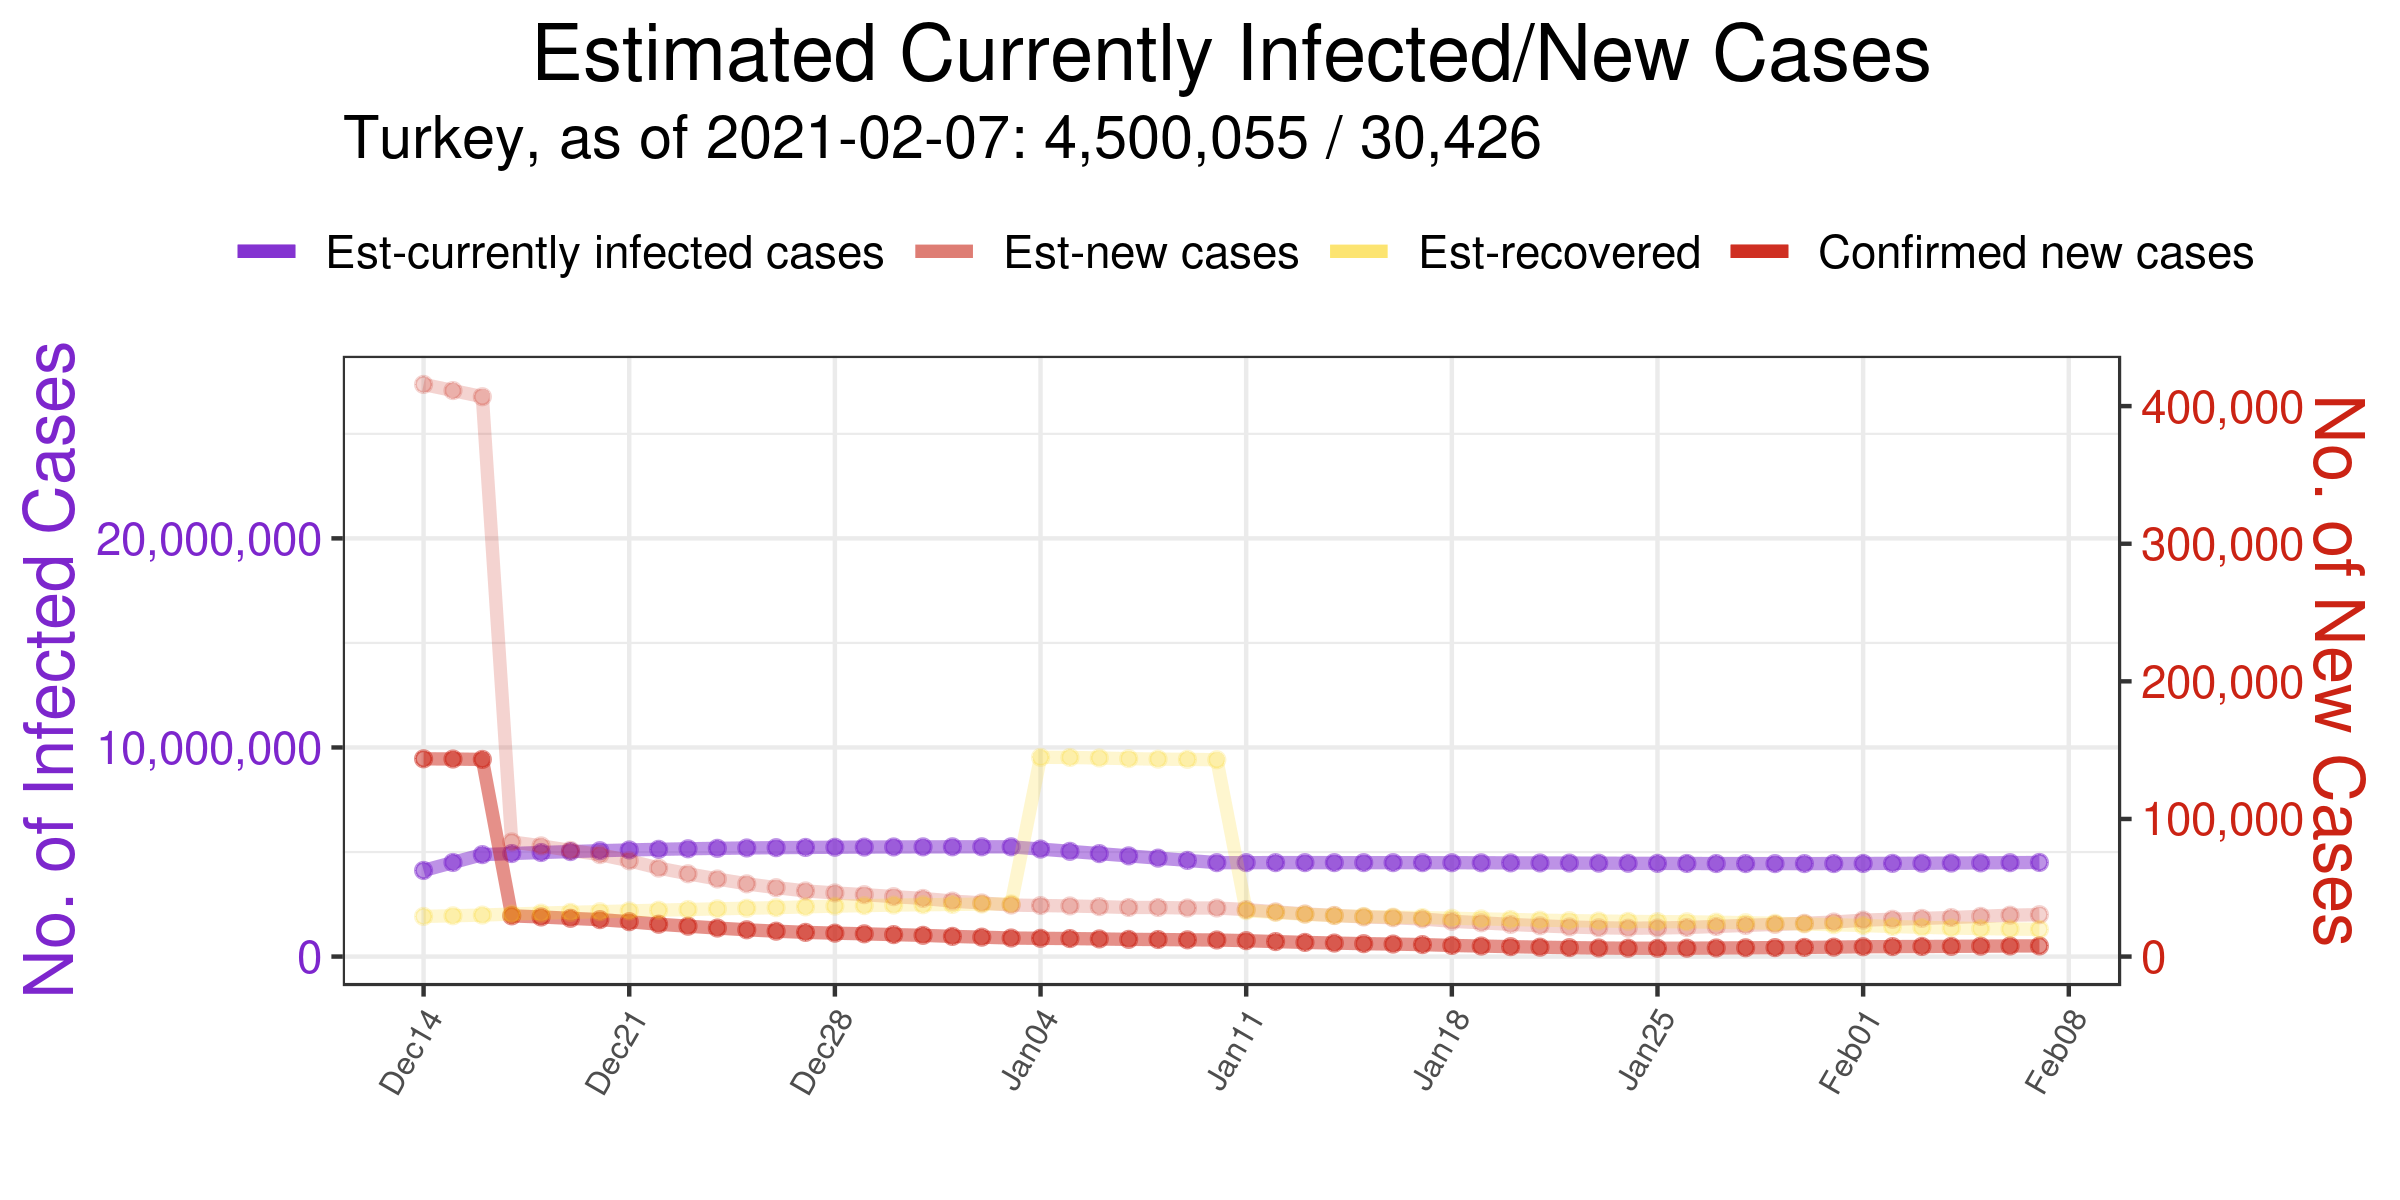 Estimated Currently Infected/New Cases
Turkey, as of 2021-02-07: 4,500,055 / 30,426
Est-currently infected cases Est-new cases Est-recovered Confirmed new cases
No. of Infected Cases
20,000,000
10,000,000
0
400,000
300,000
200,000
100,000
0
No. of New Cases
Dec14 Dec21 Dec28 Jan04 Jan11 Jan18 Jan25 Feb01 Feb08